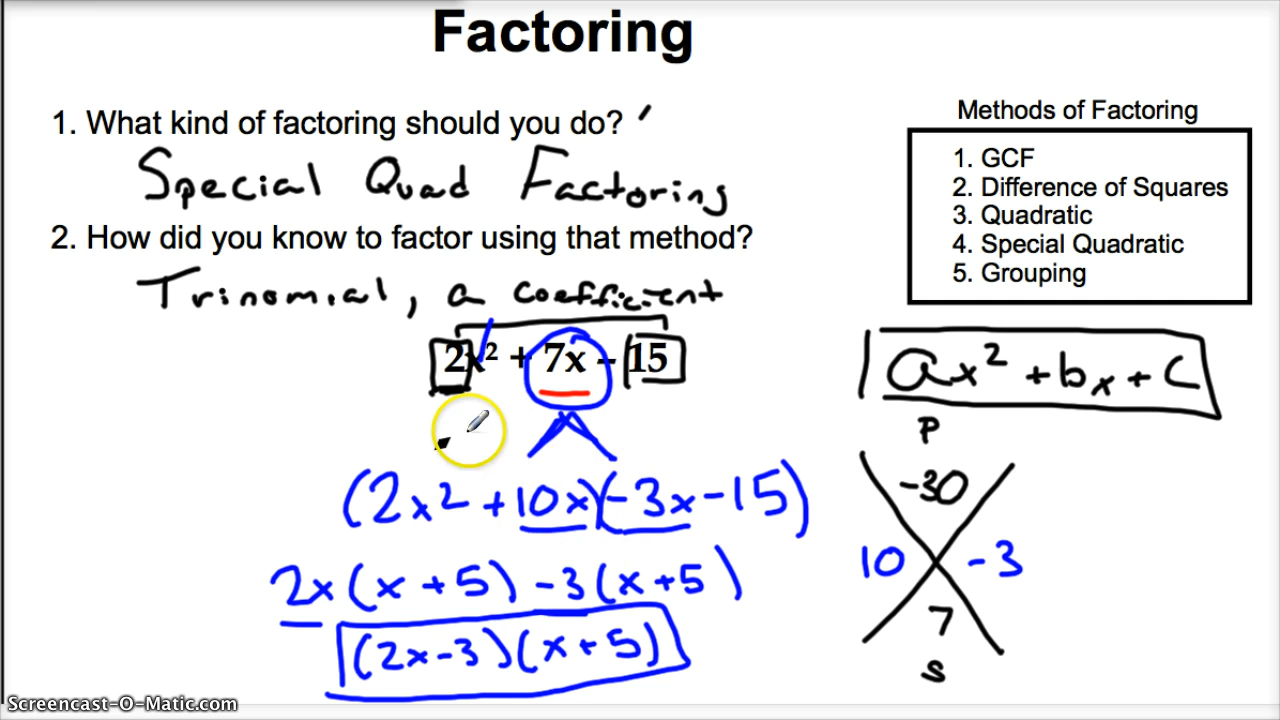 Factoring
1. What kind of factoring should you do?
Special Quad Factoring
2. How did you know to factor using that method?
Trinomial, a coefficient
2x² + 7x - 15
(2x² + 10x)(-3x - 15)
2x(x + 5) - 3(x + 5)
(2x - 3)(x + 5)
Methods of Factoring
1. GCF
2. Difference of Squares
3. Quadratic
4. Special Quadratic
5. Grouping
ax² + bx + c
P
-30
10 -3
7
S
Screencast-O-Matic.com